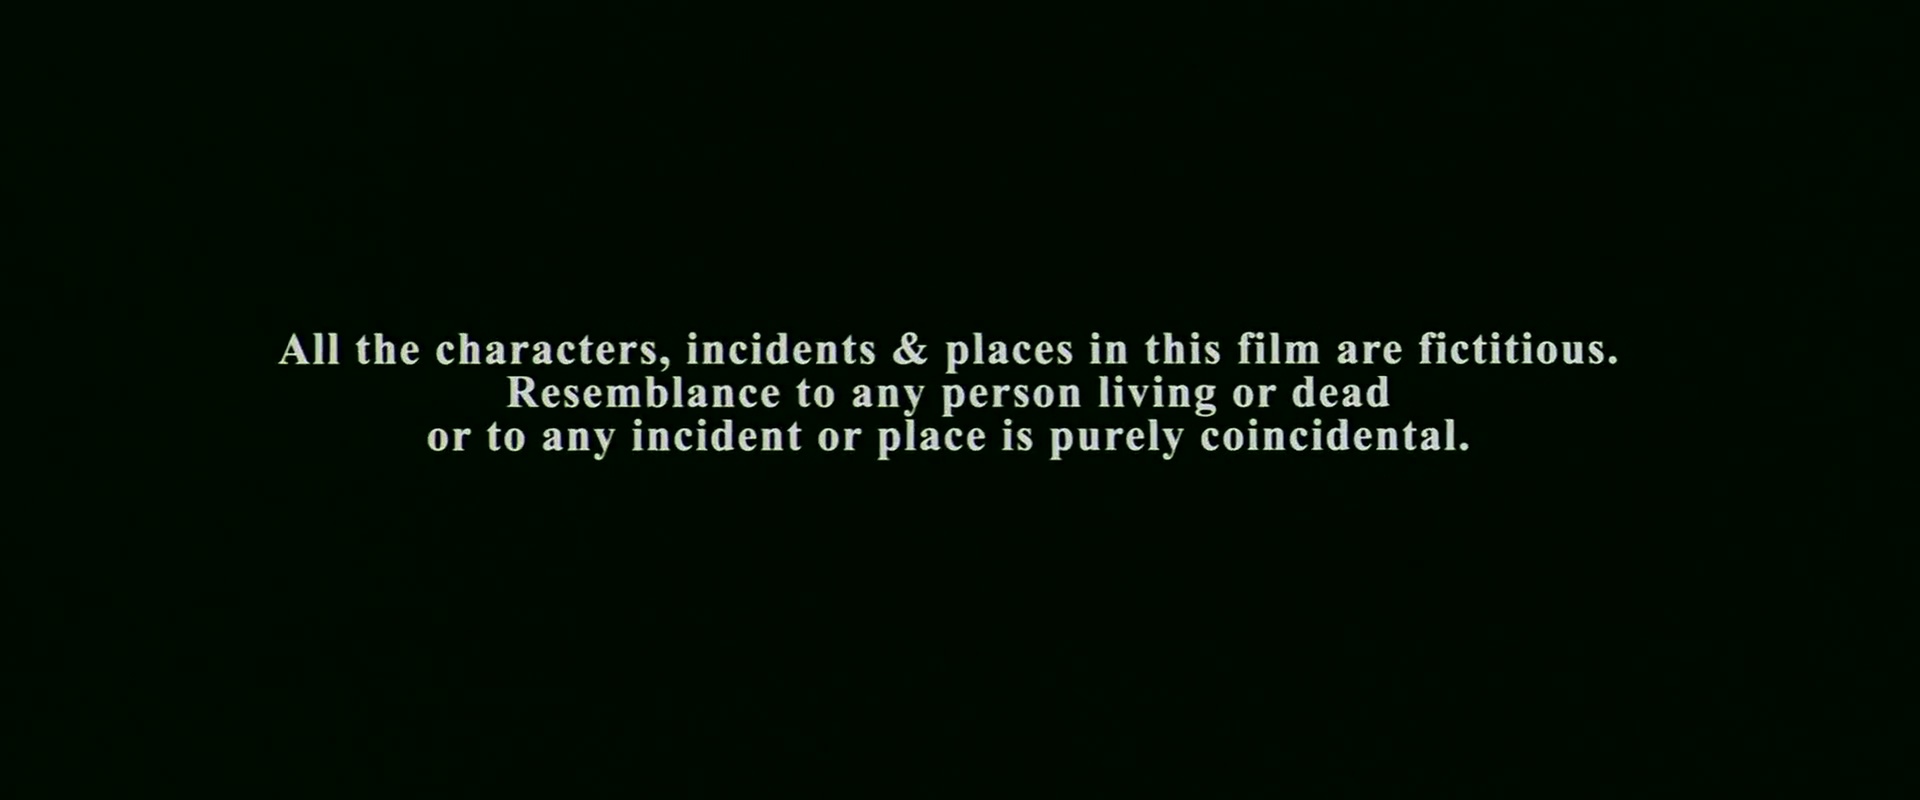 All the characters, incidents & places in this film are fictitious.
Resemblance to any person living or dead
or to any incident or place is purely coincidental.